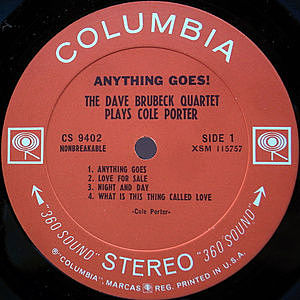 COLUMBIA
ANYTHING GOES!
THE DAVE BRUBECK QUARTET
PLAYS COLE PORTER
CS 9402
NONBREAKABLE
SIDE 1
XSM 115757
1. ANYTHING GOES
2. LOVE FOR SALE
3. NIGHT AND DAY
4. WHAT IS THIS THING CALLED LOVE
-Cole Porter-
"360 SOUND" STEREO "360 SOUND"
® "COLUMBIA", MARCAS REG. PRINTED IN U.S.A.